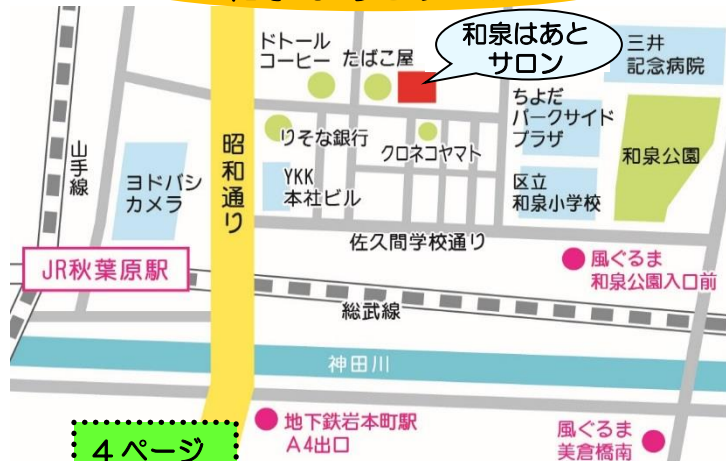 和泉はあと
サロン
ドトール
コーヒー
たばこ屋
三井
記念病院
ちよだ
パークサイド
プラザ
和泉公園
昭和通り
りそな銀行
クロネコヤマト
山手線
ヨドバシ
カメラ
YKK
本社ビル
区立
和泉小学校
佐久間学校通り
JR秋葉原駅
風ぐるま
和泉公園入口前
総武線
神田川
地下鉄岩本町駅
A4出口
風ぐるま
美倉橋南
4ページ